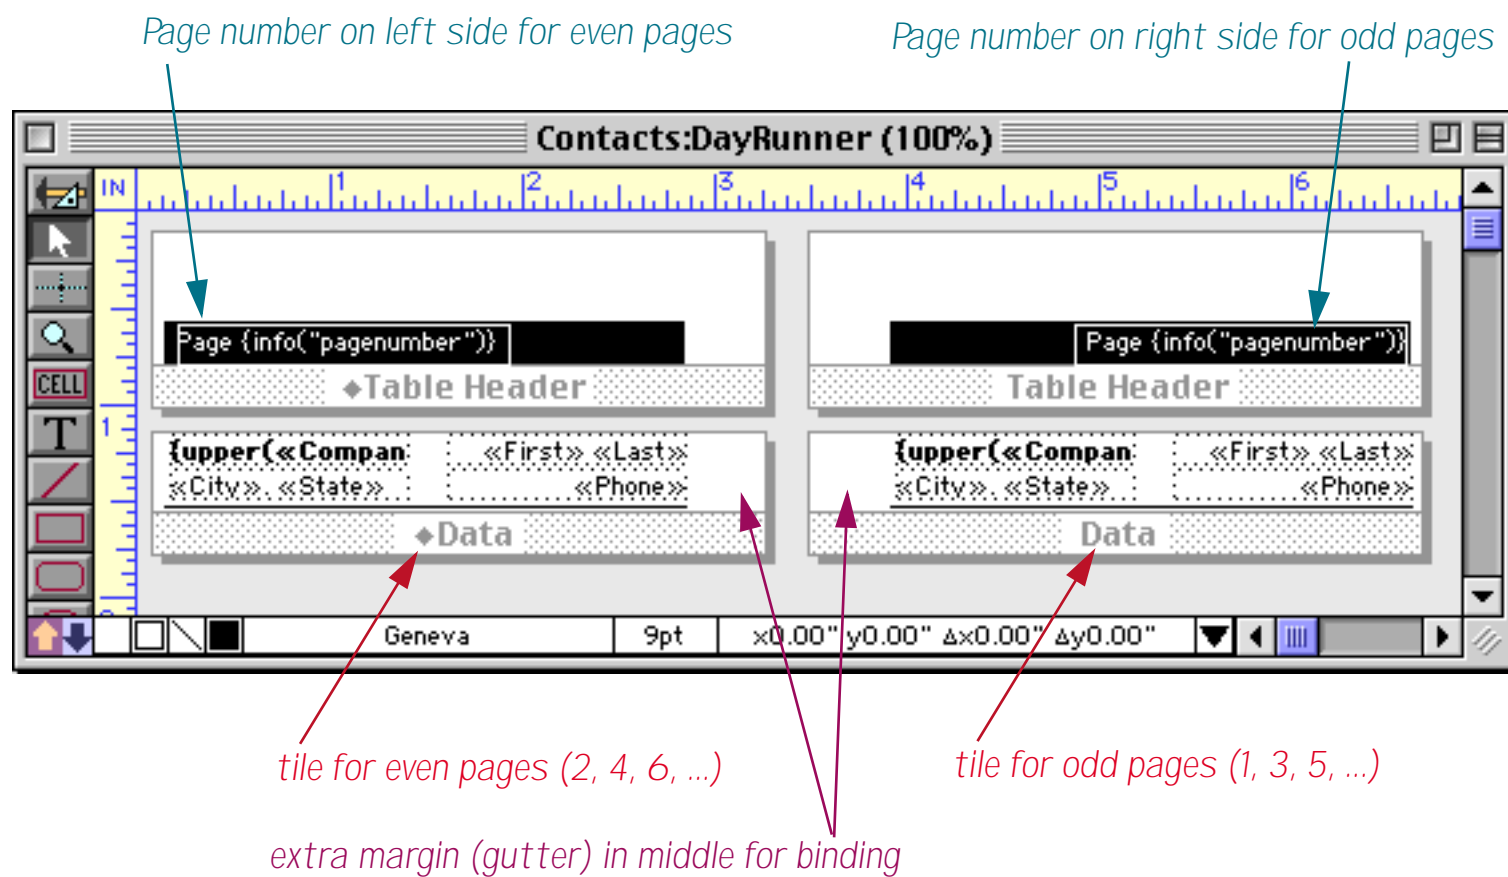 Page number on left side for even pages
Page number on right side for odd pages
Contacts:DayRunner (100%)
IN 1 2 3 4 5 6
Page {info("pagenumber")} Page {info("pagenumber")}
CELL
◆Table Header Table Header
T
1
{upper(«Compan «First» «Last» {upper(«Compan «First» «Last»
«City», «State» «Phone» «City», «State» «Phone»
◆Data Data
Geneva 9pt x0.00" y0.00" Δx0.00" Δy0.00"
tile for even pages (2, 4, 6, ...)
tile for odd pages (1, 3, 5, ...)
extra margin (gutter) in middle for binding